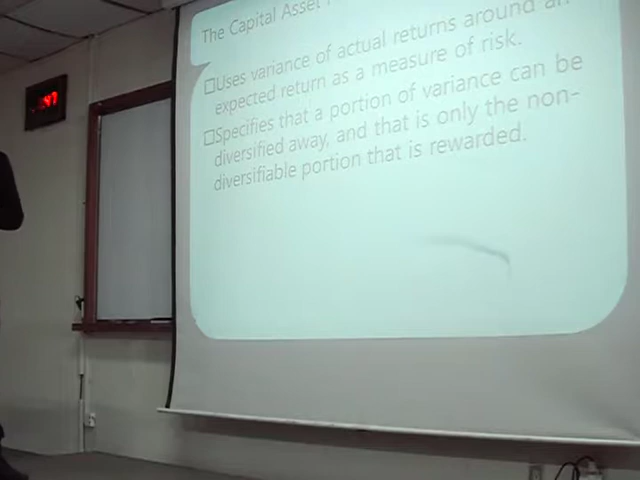 The Capital Asset
□Uses variance of actual returns around an
expected return as a measure of risk.
□Specifies that a portion of variance can be
diversified away, and that is only the non-
diversifiable portion that is rewarded.